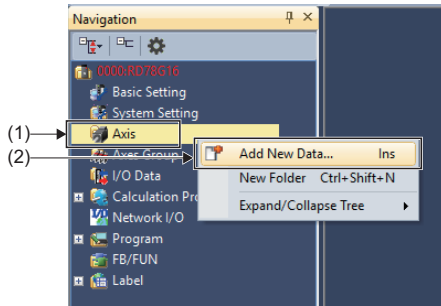 Navigation
0000:RD78G16
Basic Setting
System Setting
(1)
Axis
(2)
Axes Group
Add New Data... Ins
I/O Data
New Folder Ctrl+Shift+N
Calculation Pro
Network I/O
Expand/Collapse Tree
Program
FB/FUN
Label